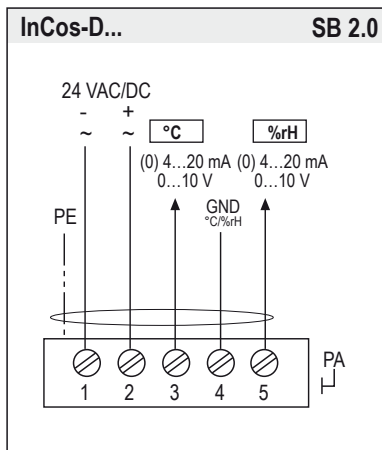 InCos-D... SB 2.0
24 VAC/DC
- +
~ ~ °C %rH
(0) 4...20 mA (0) 4...20 mA
0...10 V 0...10 V
PE GND
°C/%rH
PA
1 2 3 4 5